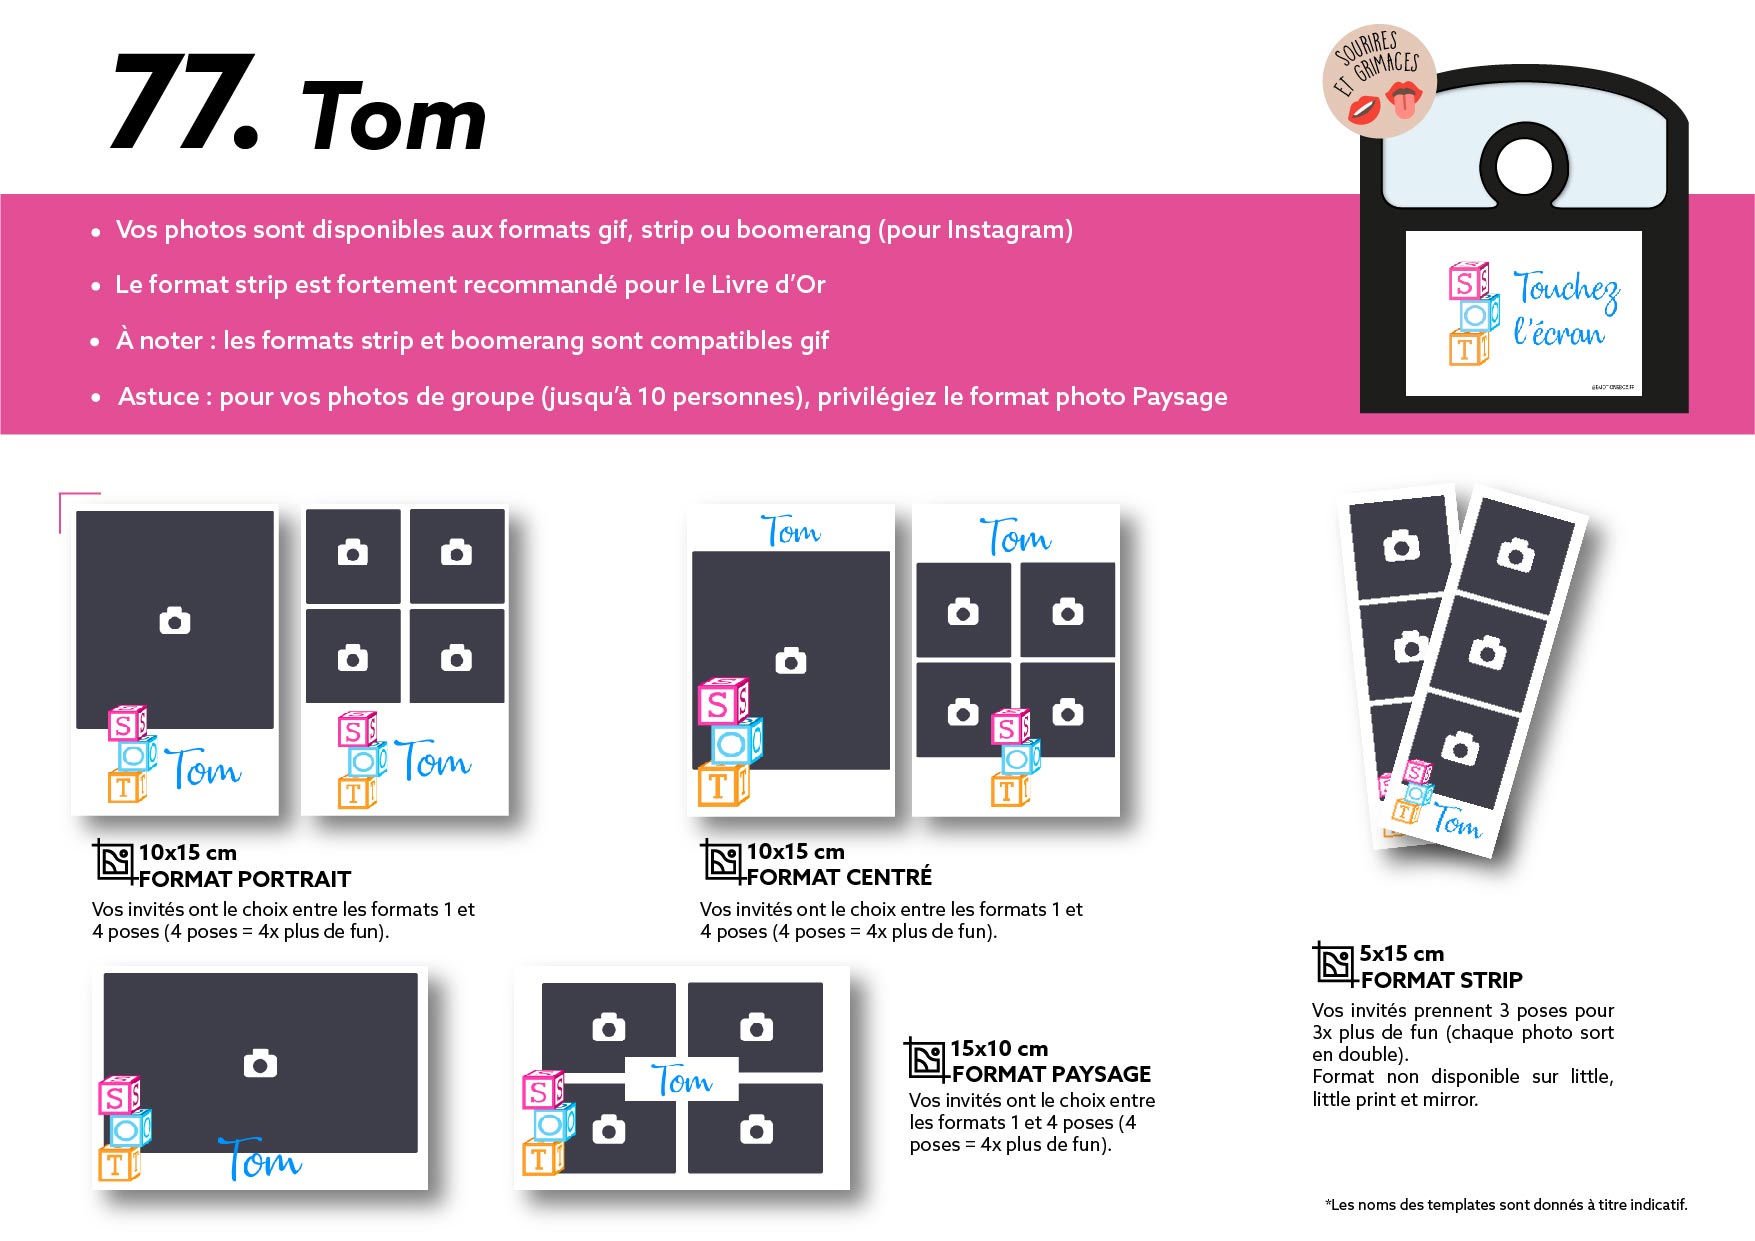 77. Tom
SOURIRES
ET GRIMACES
• Vos photos sont disponibles aux formats gif, strip ou boomerang (pour Instagram)
• Le format strip est fortement recommandé pour le Livre d'Or
• À noter : les formats strip et boomerang sont compatibles gif
• Astuce : pour vos photos de groupe (jusqu'à 10 personnes), privilégiez le format photo Paysage
S S
O
T T
Touchez
l'écran
S S
O O
T T
Tom
S S
O O
T T
Tom
Tom
S S
O O
T T
Tom
S S
O O
T T
S
O
T
Tom
10x15 cm
FORMAT PORTRAIT
Vos invités ont le choix entre les formats 1 et
4 poses (4 poses = 4x plus de fun).
10x15 cm
FORMAT CENTRÉ
Vos invités ont le choix entre les formats 1 et
4 poses (4 poses = 4x plus de fun).
S S
O O
T T
Tom
S S
O O
T T
Tom
15x10 cm
FORMAT PAYSAGE
Vos invités ont le choix entre
les formats 1 et 4 poses (4
poses = 4x plus de fun).
5x15 cm
FORMAT STRIP
Vos invités prennent 3 poses pour
3x plus de fun (chaque photo sort
en double).
Format non disponible sur little,
little print et mirror.
*Les noms des templates sont donnés à titre indicatif.